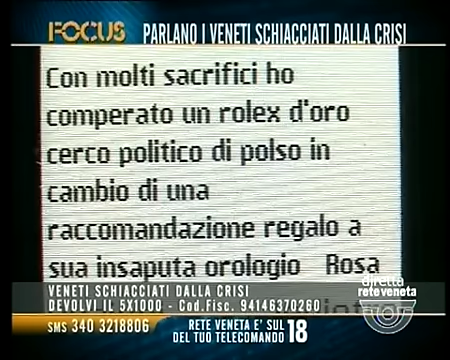 FOCUS PARLANO I VENETI SCHIACCIATI DALLA CRISI
Con molti sacrifici ho
comperato un rolex d'oro
cerco politico di polso in
cambio di una
raccomandazione regalo a
sua insaputa orologio Rosa
VENETI SCHIACCIATI DALLA CRISI
DEVOLVI IL 5X1000 - Cod.Fisc. 94146370260
diretta
reteveneta
SMS 340 3218806
RETE VENETA E' SUL
DEL TUO TELECOMANDO 18